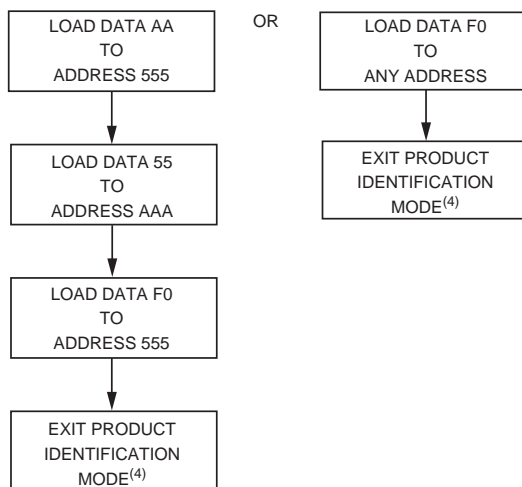 LOAD DATA AA
TO
ADDRESS 555
LOAD DATA 55
TO
ADDRESS AAA
LOAD DATA F0
TO
ADDRESS 555
EXIT PRODUCT
IDENTIFICATION
MODE(4)
OR
LOAD DATA F0
TO
ANY ADDRESS
EXIT PRODUCT
IDENTIFICATION
MODE(4)